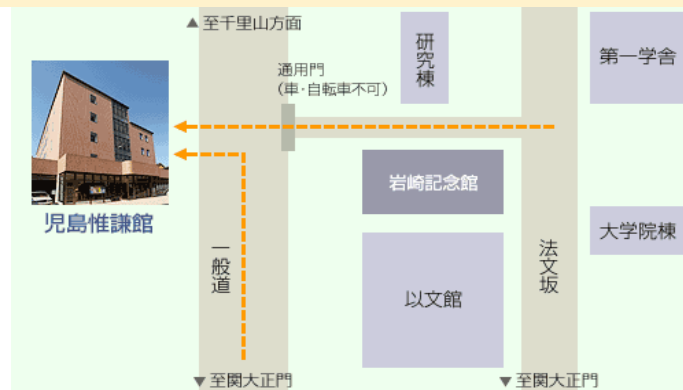 ▲至千里山方面
研究棟
第一学舎
通用門
(車・自転車不可)
岩崎記念館
児島惟謙館
大学院棟
一般道
法文坂
以文館
▼至関大正門
▼至関大正門